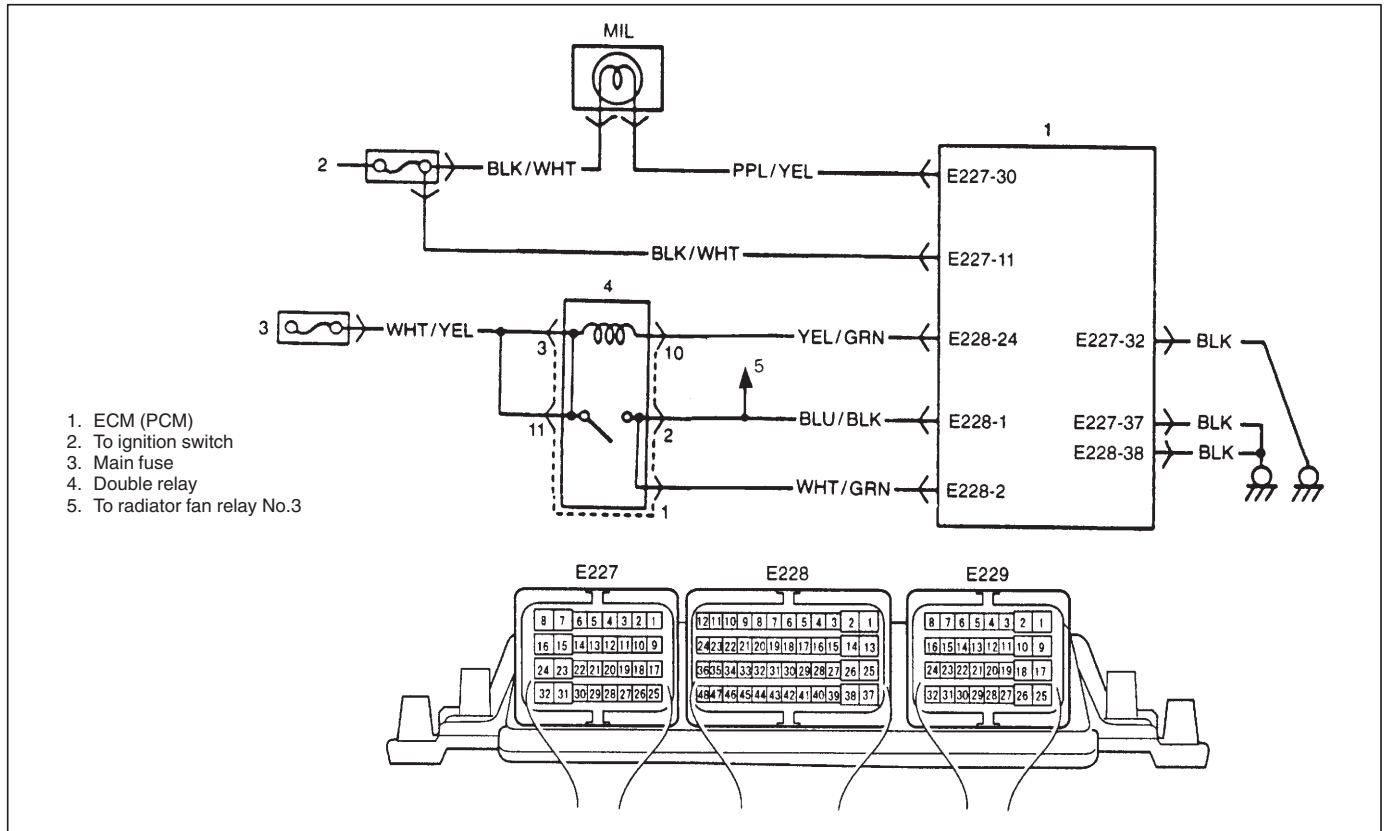 MIL
1
2
BLK/WHT
PPL/YEL
E227-30
BLK/WHT
E227-11
4
3
WHT/YEL
3
10
YEL/GRN
E228-24
E227-32
BLK
5
11
2
BLU/BLK
E228-1
E227-37
BLK
E228-38
BLK
WHT/GRN
E228-2
1
1. ECM (PCM)
2. To ignition switch
3. Main fuse
4. Double relay
5. To radiator fan relay No.3
E227
8 7 6 5 4 3 2 1
16 15 14 13 12 11 10 9
24 23 22 21 20 19 18 17
32 31 30 29 28 27 26 25
E228
12 11 10 9 8 7 6 5 4 3 2 1
24 23 22 21 20 19 18 17 16 15 14 13
36 35 34 33 32 31 30 29 28 27 26 25
48 47 46 45 44 43 42 41 40 39 38 37
E229
8 7 6 5 4 3 2 1
16 15 14 13 12 11 10 9
24 23 22 21 20 19 18 17
32 31 30 29 28 27 26 25